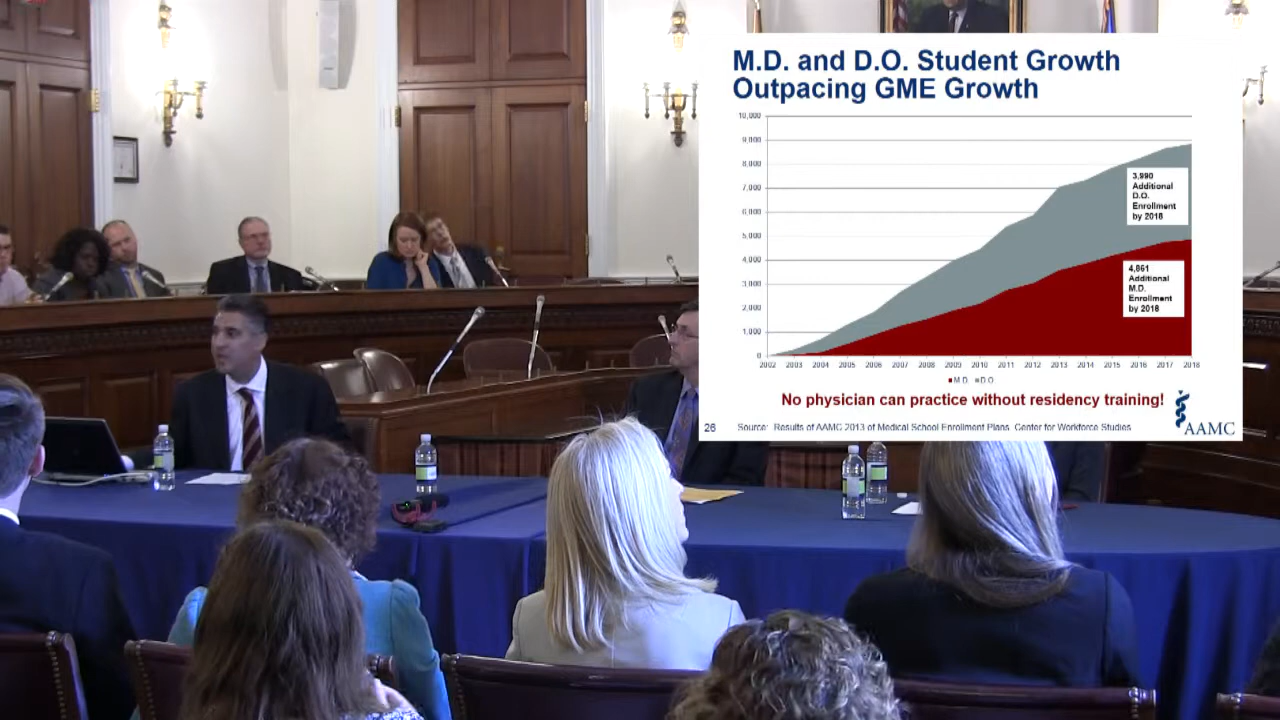 M.D. and D.O. Student Growth
Outpacing GME Growth
10,000
9,000
8,000
7,000
6,000
5,000
4,000
3,000
2,000
1,000
0
2002 2003 2004 2005 2006 2007 2008 2009 2010 2011 2012 2013 2014 2015 2016 2017 2018
3,990
Additional
D.O.
Enrollment
by 2018
4,861
Additional
M.D.
Enrollment
by 2018
M.D. D.O.
No physician can practice without residency training!
26 Source: Results of AAMC 2013 of Medical School Enrollment Plans Center for Workforce Studies
AAMC